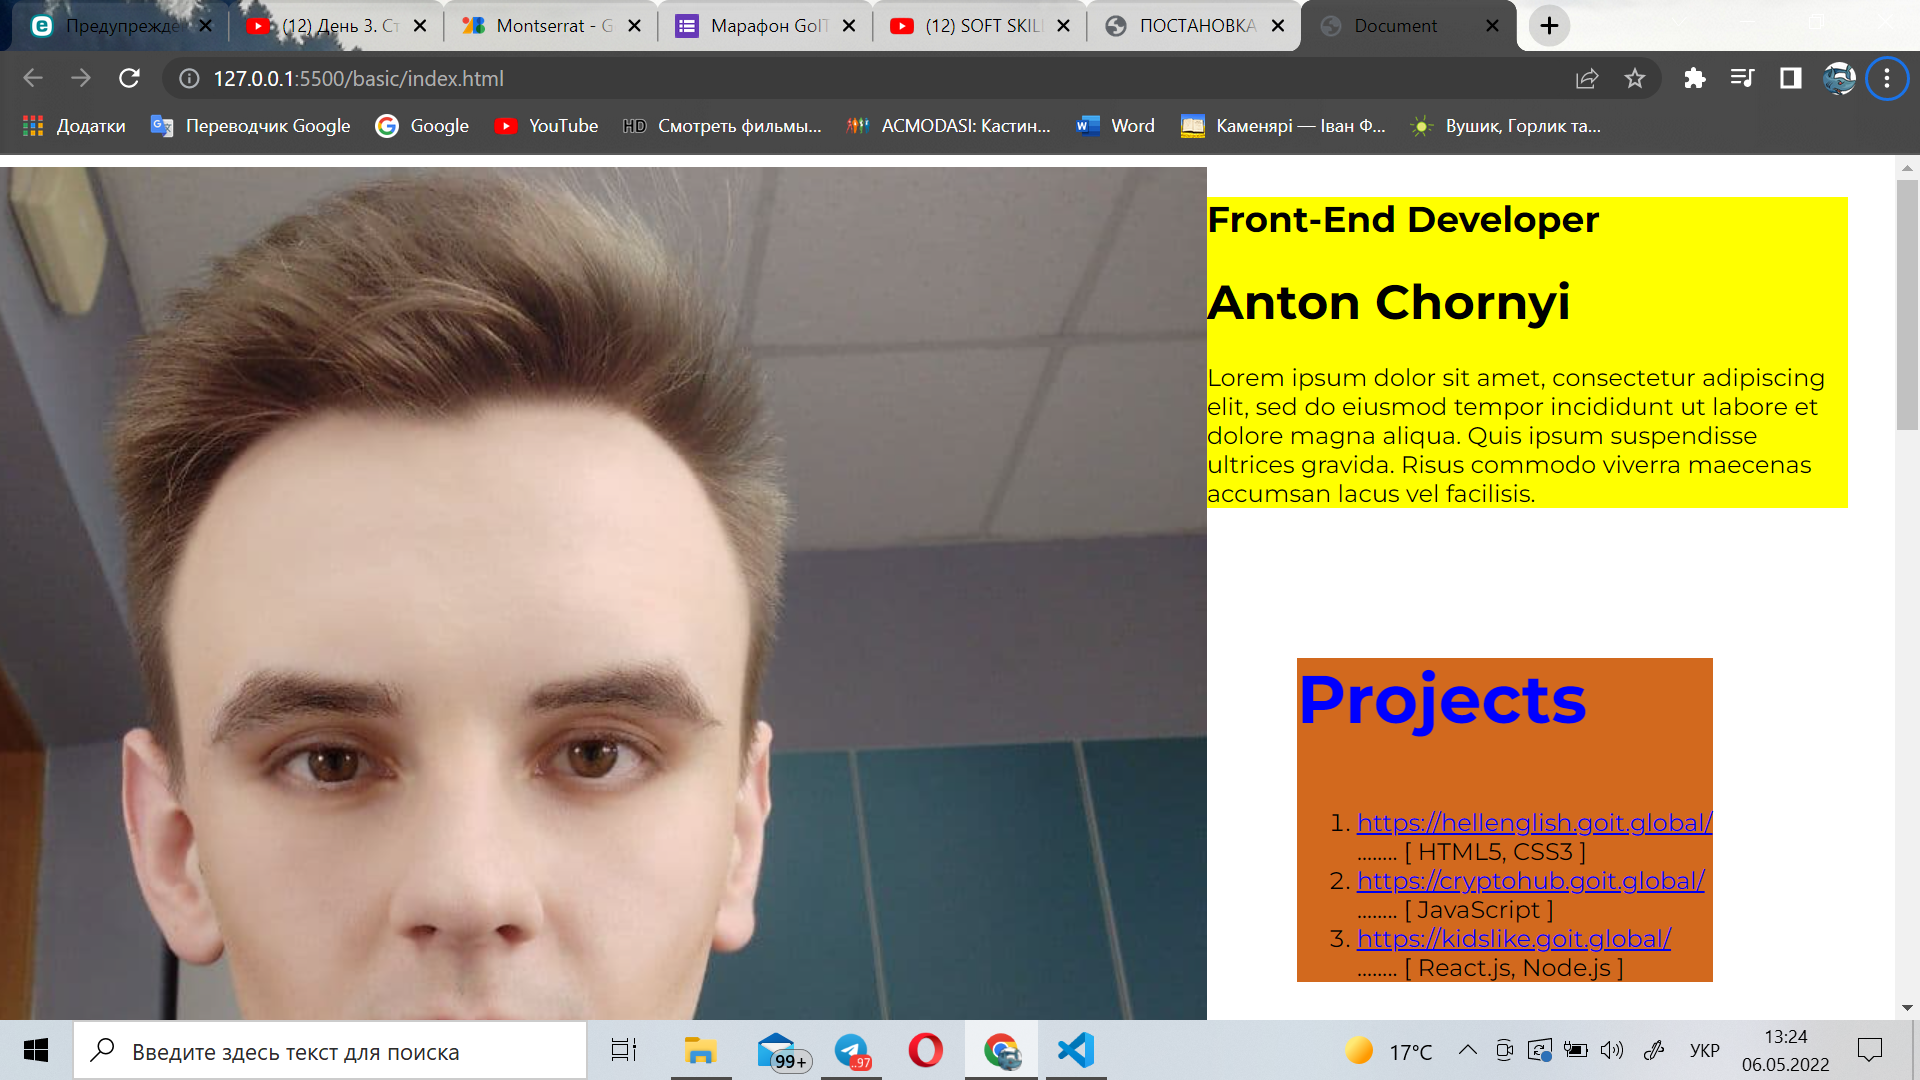 Предупрежде
(12) День 3. Ст
Montserrat - G
Марафон GoIT
(12) SOFT SKIL
ПОСТАНОВКА
Document
127.0.0.1:5500/basic/index.html
Додатки
Переводчик Google
Google
YouTube
HD
Смотреть фильмы...
ACMODASI: Кастин...
Word
Каменярі — Іван Ф...
Вушик, Горлик та...
Front-End Developer
Anton Chornyi
Lorem ipsum dolor sit amet, consectetur adipiscing
elit, sed do eiusmod tempor incididunt ut labore et
dolore magna aliqua. Quis ipsum suspendisse
ultrices gravida. Risus commodo viverra maecenas
accumsan lacus vel facilisis.
Projects
1. https://hellenglish.goit.global/
........ [ HTML5, CSS3 ]
2. https://cryptohub.goit.global/
........ [ JavaScript ]
3. https://kidslike.goit.global/
........ [ React.js, Node.js ]
Введите здесь текст для поиска
99+
..97
17°C
УКР
13:24
06.05.2022